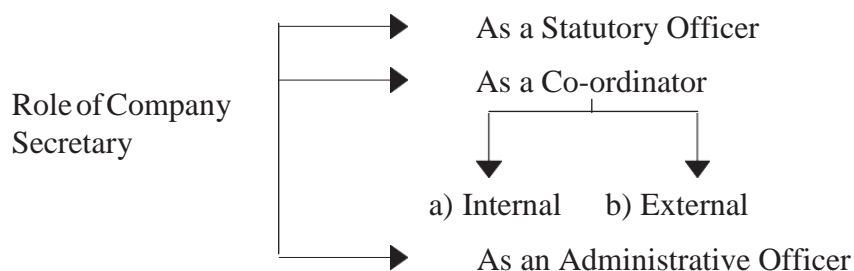 As a Statutory Officer
As a Co-ordinator
Role of Company
Secretary
a) Internal b) External
As an Administrative Officer